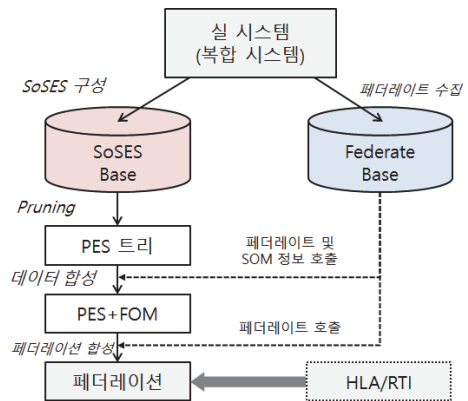 실 시스템
(복합 시스템)
SoSES 구성
페더레이트 수집
SoSES
Base
Federate
Base
Pruning
PES 트리
페더레이트 및
SOM 정보 호출
데이터 합성
PES+FOM
페더레이트 호출
페더레이션 합성
페더레이션
HLA/RTI